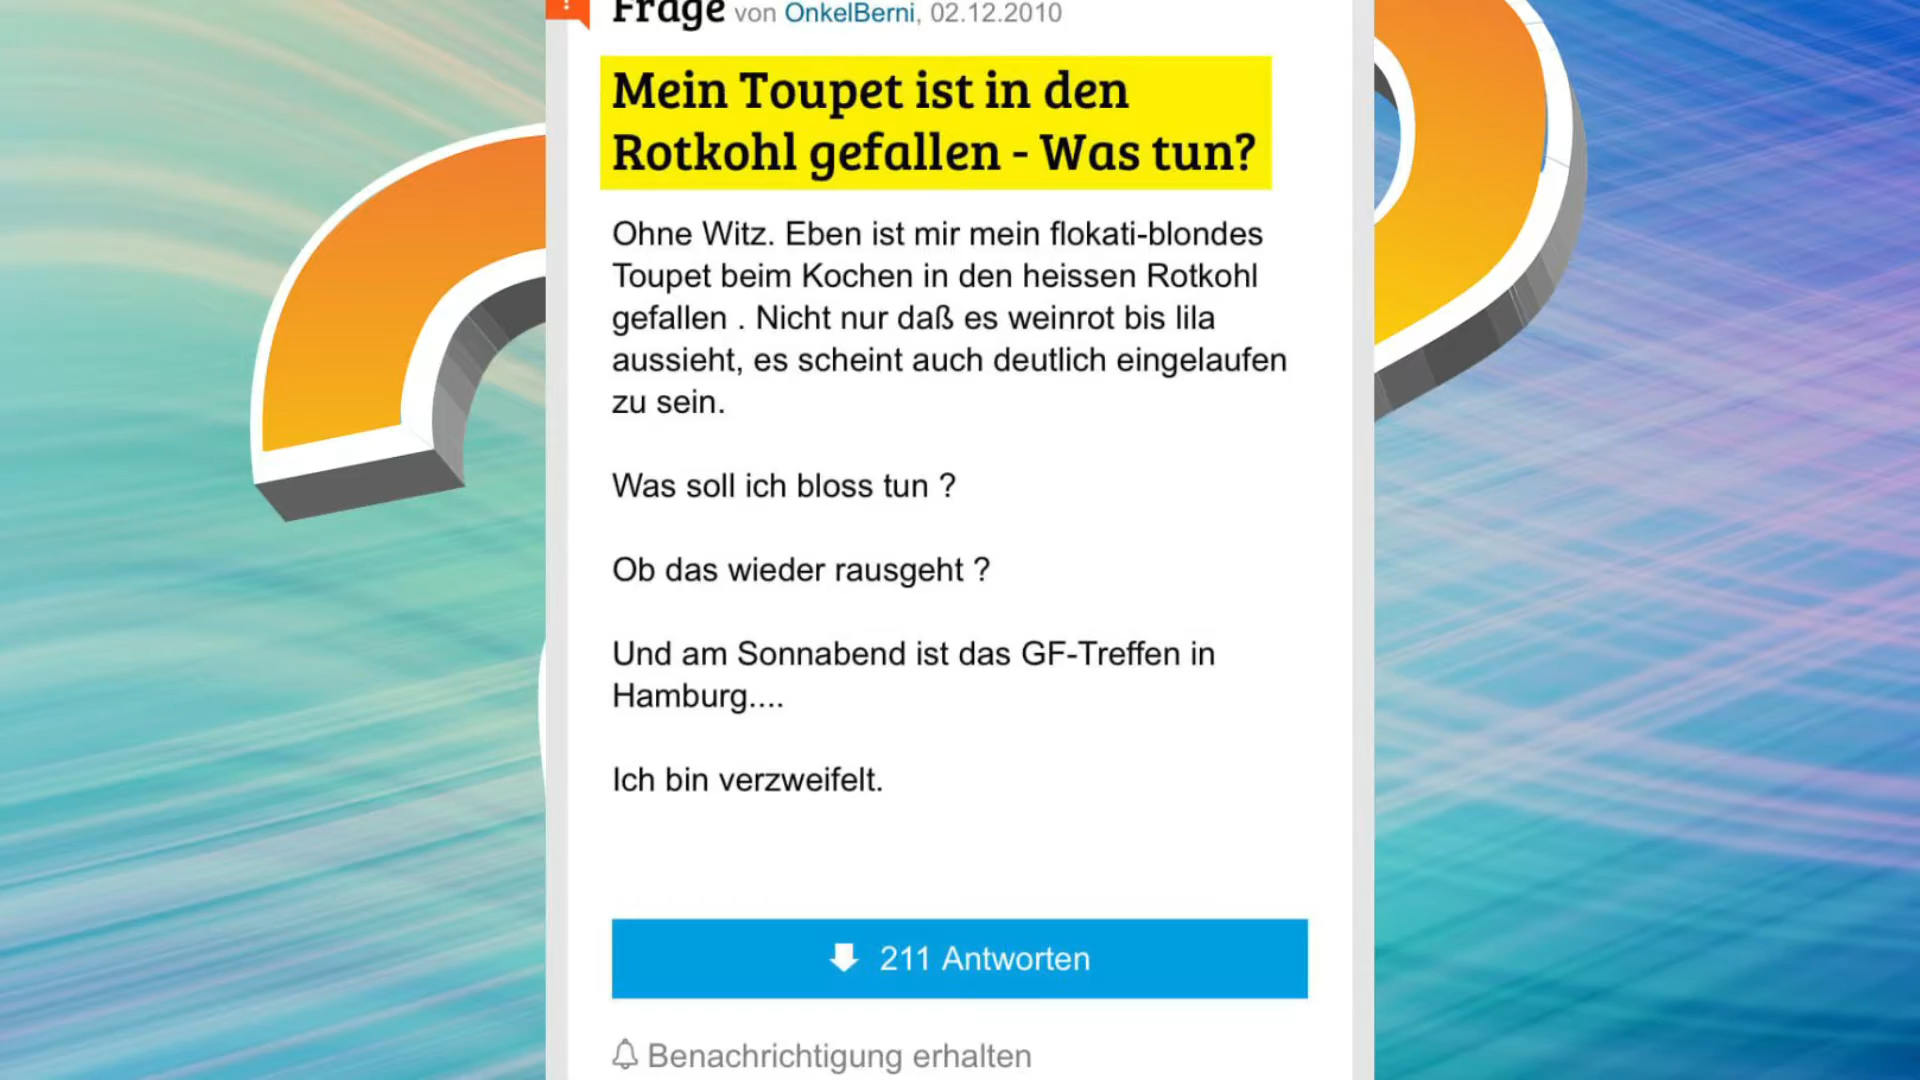 Frage von OnkelBerni, 02.12.2010
Mein Toupet ist in den
Rotkohl gefallen - Was tun?
Ohne Witz. Eben ist mir mein flokati-blondes
Toupet beim Kochen in den heissen Rotkohl
gefallen . Nicht nur daß es weinrot bis lila
aussieht, es scheint auch deutlich eingelaufen
zu sein.
Was soll ich bloss tun ?
Ob das wieder rausgeht ?
Und am Sonnabend ist das GF-Treffen in
Hamburg....
Ich bin verzweifelt.
211 Antworten
Benachrichtigung erhalten